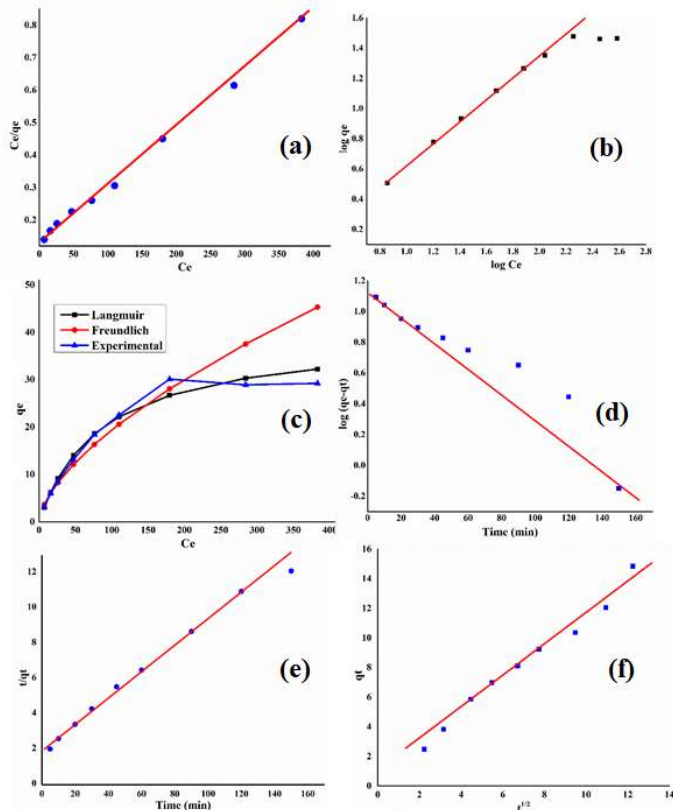 Ce/qe
0.8
0.7
0.6
0.5
0.4
0.3
0.2
(a)
0 50 100 150 200 250 300 350 400
Ce
log qe
1.6
1.4
1.2
1.0
0.8
0.6
0.4
0.2
(b)
0.8 1.0 1.2 1.4 1.6 1.8 2.0 2.2 2.4 2.6 2.8
log Ce
qe
50
40
30
20
10
0
Langmuir
Freundlich
Experimental
(c)
0 50 100 150 200 250 300 350 400
Ce
log (qe-qt)
1.2
1.0
0.8
0.6
0.4
0.2
0.0
-0.2
(d)
0 20 40 60 80 100 120 140 160
Time (min)
t/qt
12
10
8
6
4
2
0
(e)
0 20 40 60 80 100 120 140 160
Time (min)
qt
16
14
12
10
8
6
4
2
0
(f)
0 2 4 6 8 10 12 14
t1/2